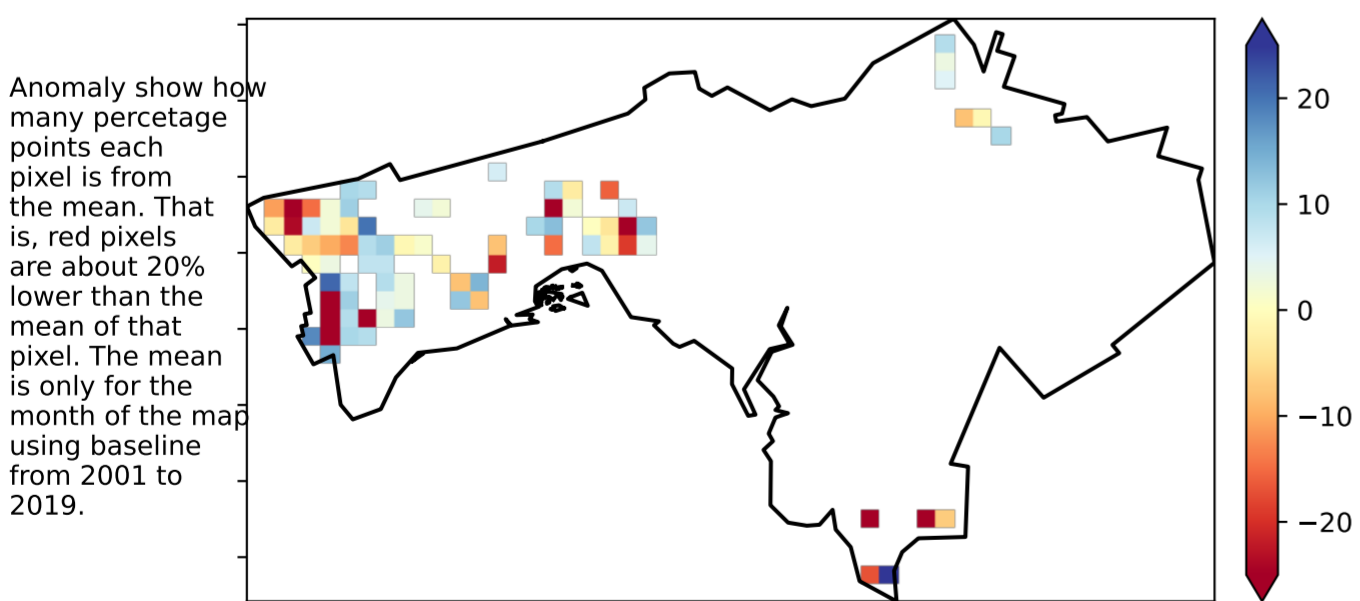 Anomaly show how
many percetage
points each
pixel is from
the mean. That
is, red pixels
are about 20%
lower than the
mean of that
pixel. The mean
is only for the
month of the map
using baseline
from 2001 to
2019.
20
10
0
−10
−20